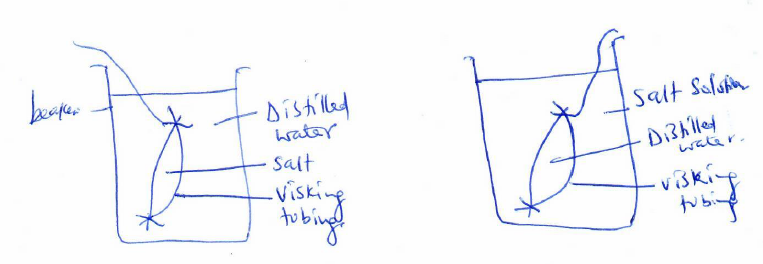 beaker
Distilled
water
Salt
Visking
tubing.
Salt Solution
Distilled
water.
Visking
tubing